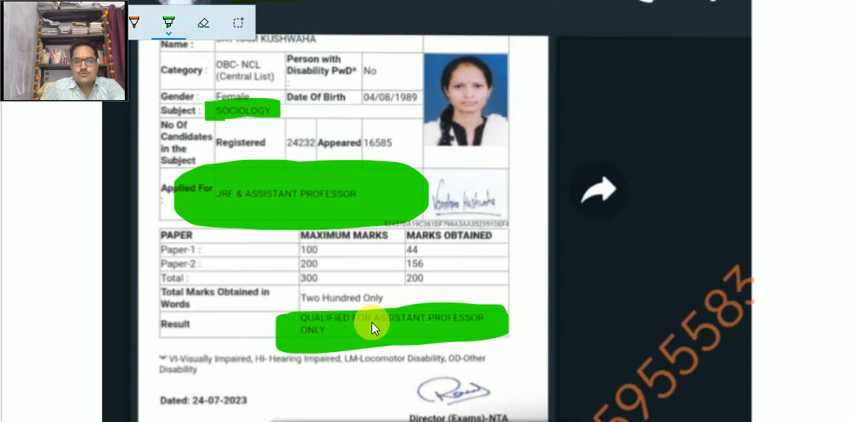 Name : KUSHWAHA
Category : OBC- NCL (Central List) Person with Disability PwD* : No
Gender : Female Date Of Birth 04/08/1989
Subject : SOCIOLOGY
No Of Candidates in the Subject Registered 24232 Appeared 16585
Applied For : JRF & ASSISTANT PROFESSOR
PAPER MAXIMUM MARKS MARKS OBTAINED
Paper-1 : 100 44
Paper-2 : 200 156
Total : 300 200
Total Marks Obtained in Words Two Hundred Only
Result QUALIFIED FOR ASSISTANT PROFESSOR ONLY
VI-Visually Impaired, HI- Hearing Impaired, LM-Locomotor Disability, OD-Other
Disability
Dated: 24-07-2023
Director (Exams)-NTA